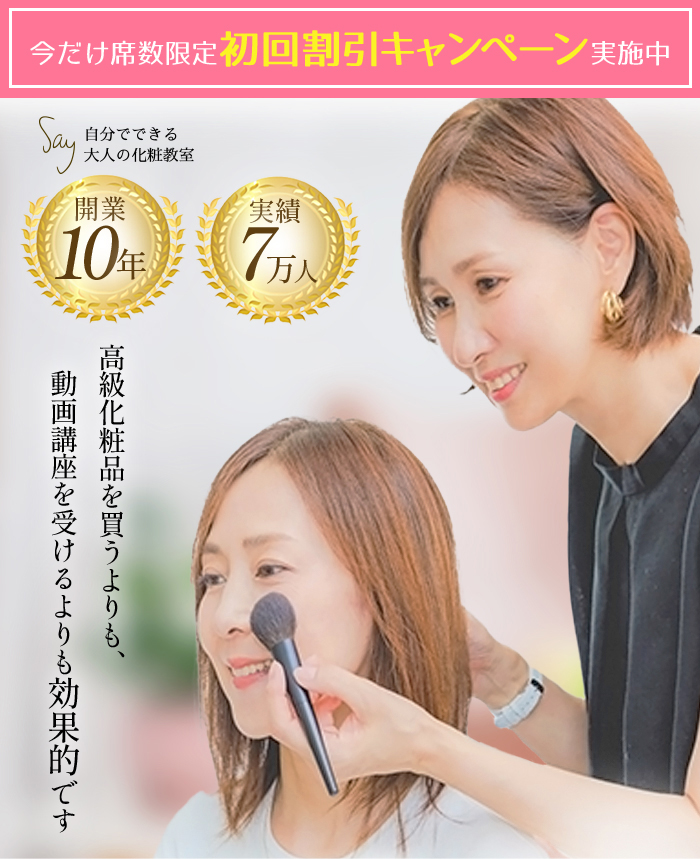 今だけ席数限定初回割引キャンペーン実施中
Say
自分でできる
大人の化粧教室
開業
10年
実績
7万人
高級化粧品を買うよりも、
動画講座を受けるよりも効果的です